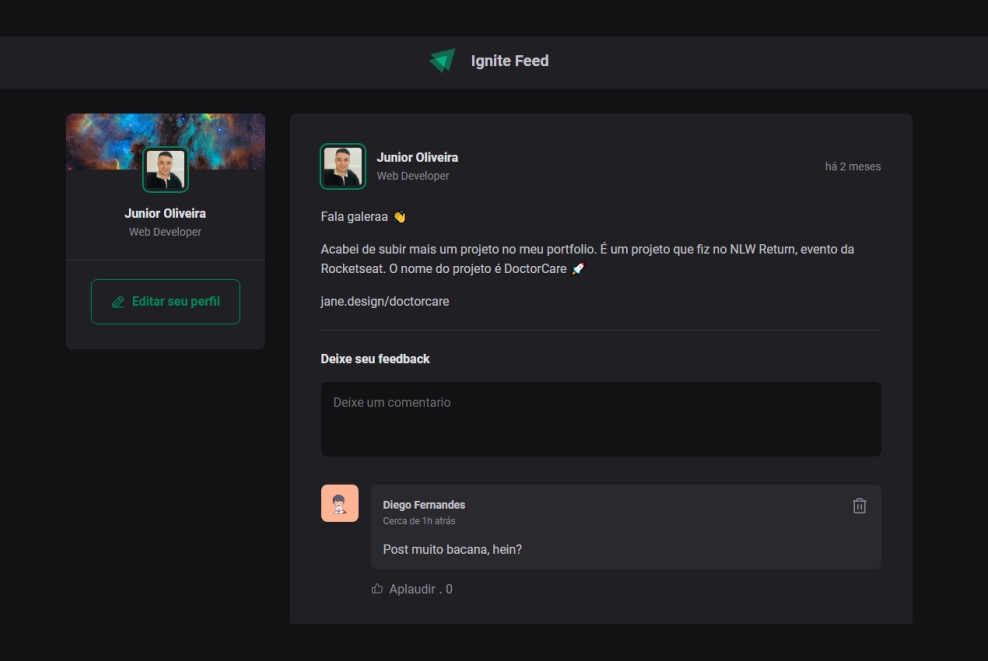 Ignite Feed
Junior Oliveira
Web Developer
Editar seu perfil
Junior Oliveira
Web Developer
há 2 meses
Fala galeraa 👋
Acabei de subir mais um projeto no meu portfolio. É um projeto que fiz no NLW Return, evento da
Rocketseat. O nome do projeto é DoctorCare 🚀
jane.design/doctorcare
Deixe seu feedback
Deixe um comentario
Diego Fernandes
Cerca de 1h atrás
Post muito bacana, hein?
Aplaudir . 0